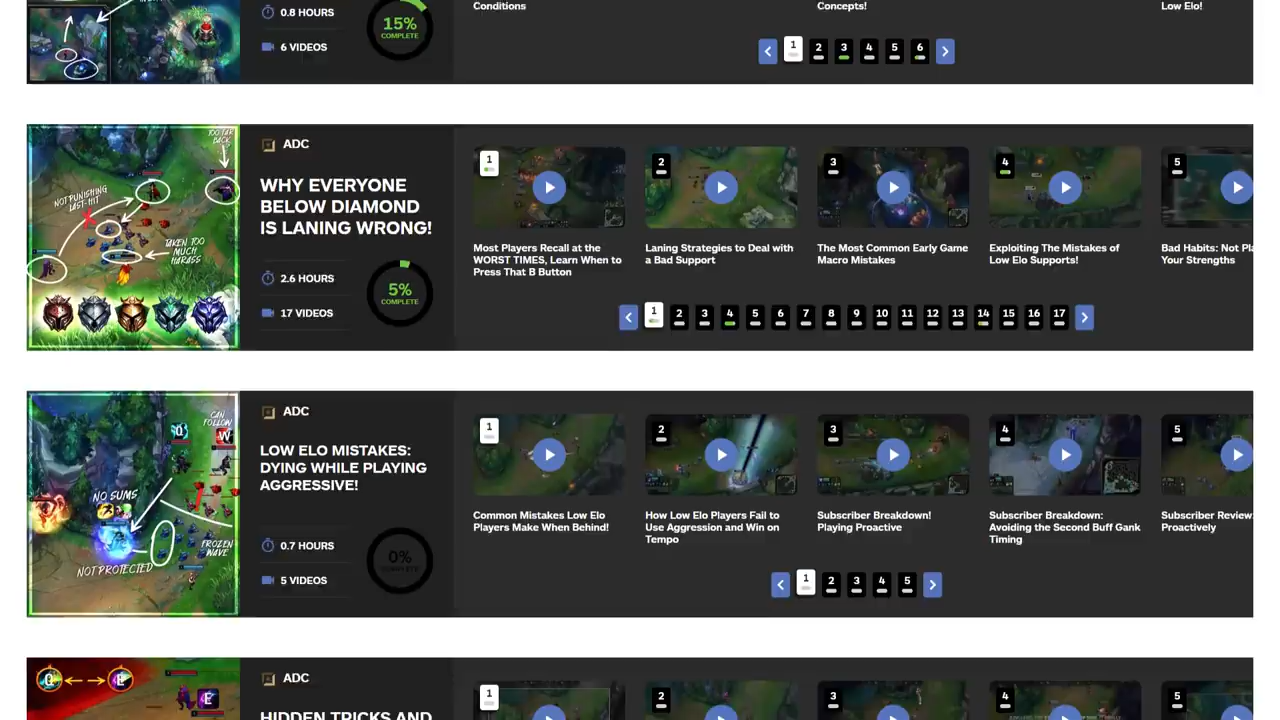 0.8 HOURS
15%
COMPLETE
6 VIDEOS
Conditions
Concepts!
Low Elo!
1 2 3 4 5 6
TOO FAR
BACK
NOT PUNISHING
LAST-HIT
TAKEN TOO
MUCH
HARASS
ADC
WHY EVERYONE
BELOW DIAMOND
IS LANING WRONG!
2.6 HOURS
5%
COMPLETE
17 VIDEOS
1
2
3
4
5
Most Players Recall at the
WORST TIMES, Learn When to
Press That B Button
Laning Strategies to Deal with
a Bad Support
The Most Common Early Game
Macro Mistakes
Exploiting The Mistakes of
Low Elo Supports!
Bad Habits: Not Pl
Your Strengths
1 2 3 4 5 6 7 8 9 10 11 12 13 14 15 16 17
CAN
FOLLOW
Q
W
NO SUMS
FROZEN
WAVE
NOT PROTECTED
ADC
LOW ELO MISTAKES:
DYING WHILE PLAYING
AGGRESSIVE!
0.7 HOURS
0%
COMPLETE
5 VIDEOS
1
2
3
4
5
Common Mistakes Low Elo
Players Make When Behind!
How Low Elo Players Fail to
Use Aggression and Win on
Tempo
Subscriber Breakdown!
Playing Proactive
Subscriber Breakdown:
Avoiding the Second Buff Gank
Timing
Subscriber Review:
Proactively
1 2 3 4 5
Q
E
E
ADC
HIDDEN TRICKS AND
1
2
3
4
5